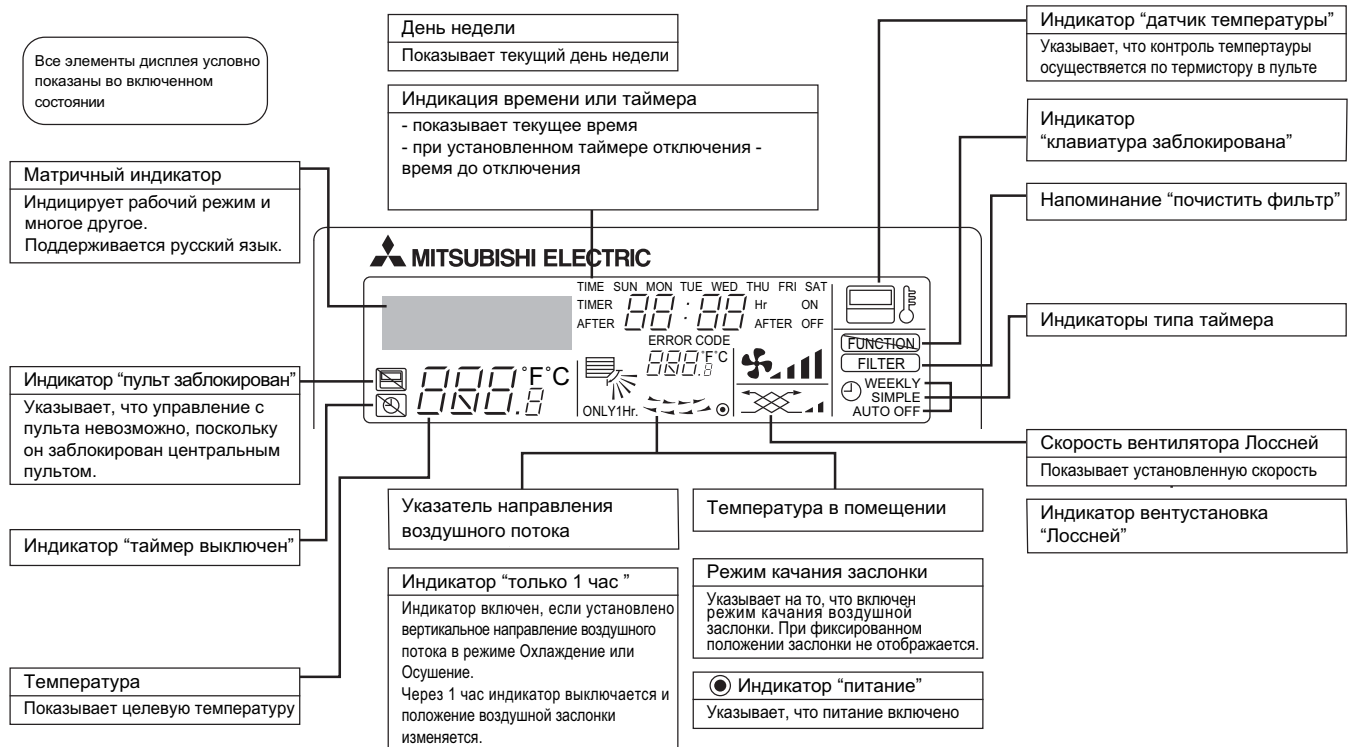 Все элементы дисплея условно
показаны во включенном
состоянии
День недели
Показывает текущий день недели
Индикация времени или таймера
- показывает текущее время
- при установленном таймере отключения -
время до отключения
Индикатор “датчик температуры”
Указывает, что контроль темпертауры
осуществяется по термистору в пульте
Индикатор
“клавиатура заблокирована”
Напоминание “почистить фильтр”
Индикаторы типа таймера
Матричный индикатор
Индицирует рабочий режим и
многое другое.
Поддерживается русский язык.
Индикатор “пульт заблокирован”
Указывает, что управление с
пульта невозможно, поскольку
он заблокирован центральным
пультом.
Индикатор “таймер выключен”
Температура
Показывает целевую температуру
MITSUBISHI ELECTRIC
TIME SUN MON TUE WED THU FRI SAT
TIMER 88:88 Hr ON
AFTER AFTER OFF
ERROR CODE
888.8 °F°C
888.8 °F°C
ONLY1Hr.
FUNCTION
FILTER
WEEKLY
SIMPLE
AUTO OFF
Указатель направления
воздушного потока
Температура в помещении
Скорость вентилятора Лоссней
Показывает установленную скорость
Индикатор вентустановка
“Лоссней”
Индикатор “только 1 час ”
Индикатор включен, если установлено
вертикальное направление воздушного
потока в режиме Охлаждение или
Осушение.
Через 1 час индикатор выключается и
положение воздушной заслонки
изменяется.
Режим качания заслонки
Указывает на то, что включен
режим качания воздушной
заслонки. При фиксированном
положении заслонки не отображается.
Индикатор “питание”
Указывает, что питание включено